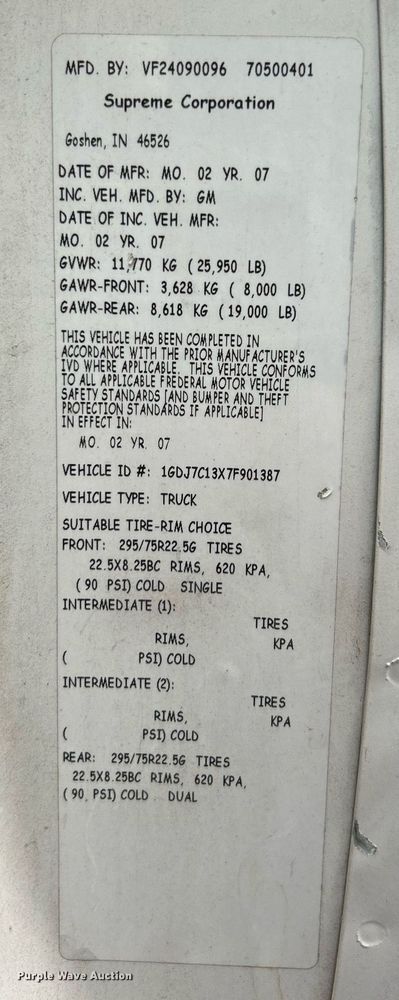 MFD. BY: VF24090096 70500401
Supreme Corporation
Goshen, IN 46526
DATE OF MFR: MO. 02 YR. 07
INC. VEH. MFD. BY: GM
DATE OF INC. VEH. MFR:
MO. 02 YR. 07
GVWR: 11,770 KG (25,950 LB)
GAWR-FRONT: 3,628 KG ( 8,000 LB)
GAWR-REAR: 8,618 KG (19,000 LB)
THIS VEHICLE HAS BEEN COMPLETED IN
ACCORDANCE WITH THE PRIOR MANUFACTURER'S
IVD WHERE APPLICABLE. THIS VEHICLE CONFORMS
TO ALL APPLICABLE FREDERAL MOTOR VEHICLE
SAFETY STANDARDS [AND BUMPER AND THEFT
PROTECTION STANDARDS IF APPLICABLE]
IN EFFECT IN:
MO. 02 YR. 07
VEHICLE ID #: 1GDJ7C13X7F901387
VEHICLE TYPE: TRUCK
SUITABLE TIRE-RIM CHOICE
FRONT: 295/75R22.5G TIRES
22.5X8.25BC RIMS, 620 KPA,
(90 PSI) COLD SINGLE
INTERMEDIATE (1):
TIRES
RIMS, KPA
( PSI) COLD
INTERMEDIATE (2):
TIRES
RIMS, KPA
( PSI) COLD
REAR: 295/75R22.5G TIRES
22.5X8.25BC RIMS, 620 KPA,
(90 PSI) COLD DUAL
Purple Wave Auction